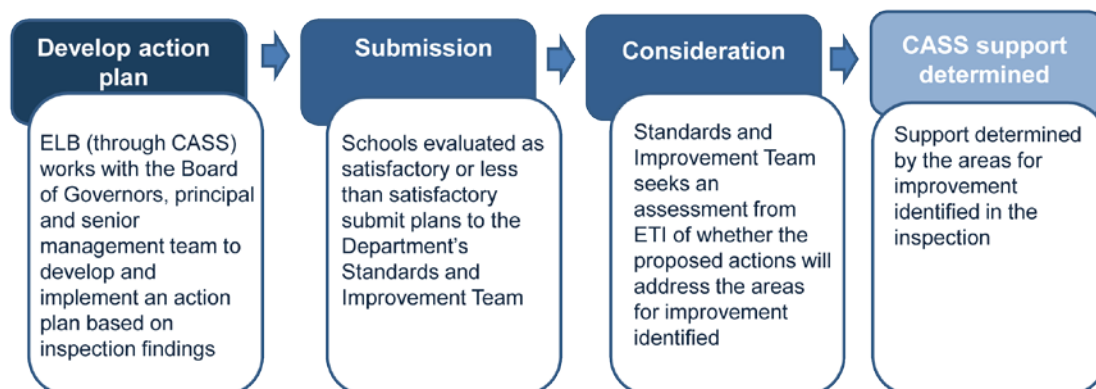 Develop action
plan
ELB (through CASS)
works with the Board
of Governors, principal
and senior
management team to
develop and
implement an action
plan based on
inspection findings
Submission
Schools evaluated as
satisfactory or less
than satisfactory
submit plans to the
Department's
Standards and
Improvement Team
Consideration
Standards and
Improvement Team
seeks an
assessment from
ETI of whether the
proposed actions will
address the areas
for improvement
identified
CASS support
determined
Support determined
by the areas for
improvement
identified in the
inspection